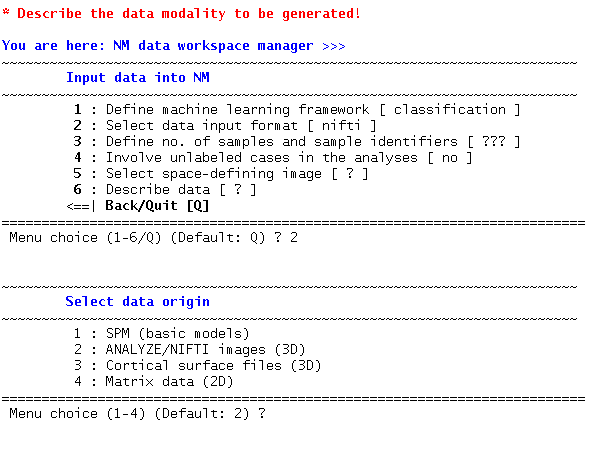 * Describe the data modality to be generated!
You are here: NM data workspace manager >>>
~~~~~~~~~~~~~~~~~~~~~~~~~~~~~~~~~~~~~~~~~~~~~~~~~~~~~~~~~~~~~~~~~~~~~~~~
Input data into NM
~~~~~~~~~~~~~~~~~~~~~~~~~~~~~~~~~~~~~~~~~~~~~~~~~~~~~~~~~~~~~~~~~~~~~~~~
1 : Define machine learning framework [ classification ]
2 : Select data input format [ nifti ]
3 : Define no. of samples and sample identifiers [ ??? ]
4 : Involve unlabeled cases in the analyses [ no ]
5 : Select space-defining image [ ? ]
6 : Describe data [ ? ]
<==| Back/Quit [Q]
=========================================================================
Menu choice (1-6/Q) (Default: Q) ? 2
~~~~~~~~~~~~~~~~~~~~~~~~~~~~~~~~~~~~~~~~~~~~~~~~~~~~~~~~~~~~~~~~~~~~~~~~
Select data origin
~~~~~~~~~~~~~~~~~~~~~~~~~~~~~~~~~~~~~~~~~~~~~~~~~~~~~~~~~~~~~~~~~~~~~~~~
1 : SPM (basic models)
2 : ANALYZE/NIFTI images (3D)
3 : Cortical surface files (3D)
4 : Matrix data (2D)
=========================================================================
Menu choice (1-4) (Default: 2) ?